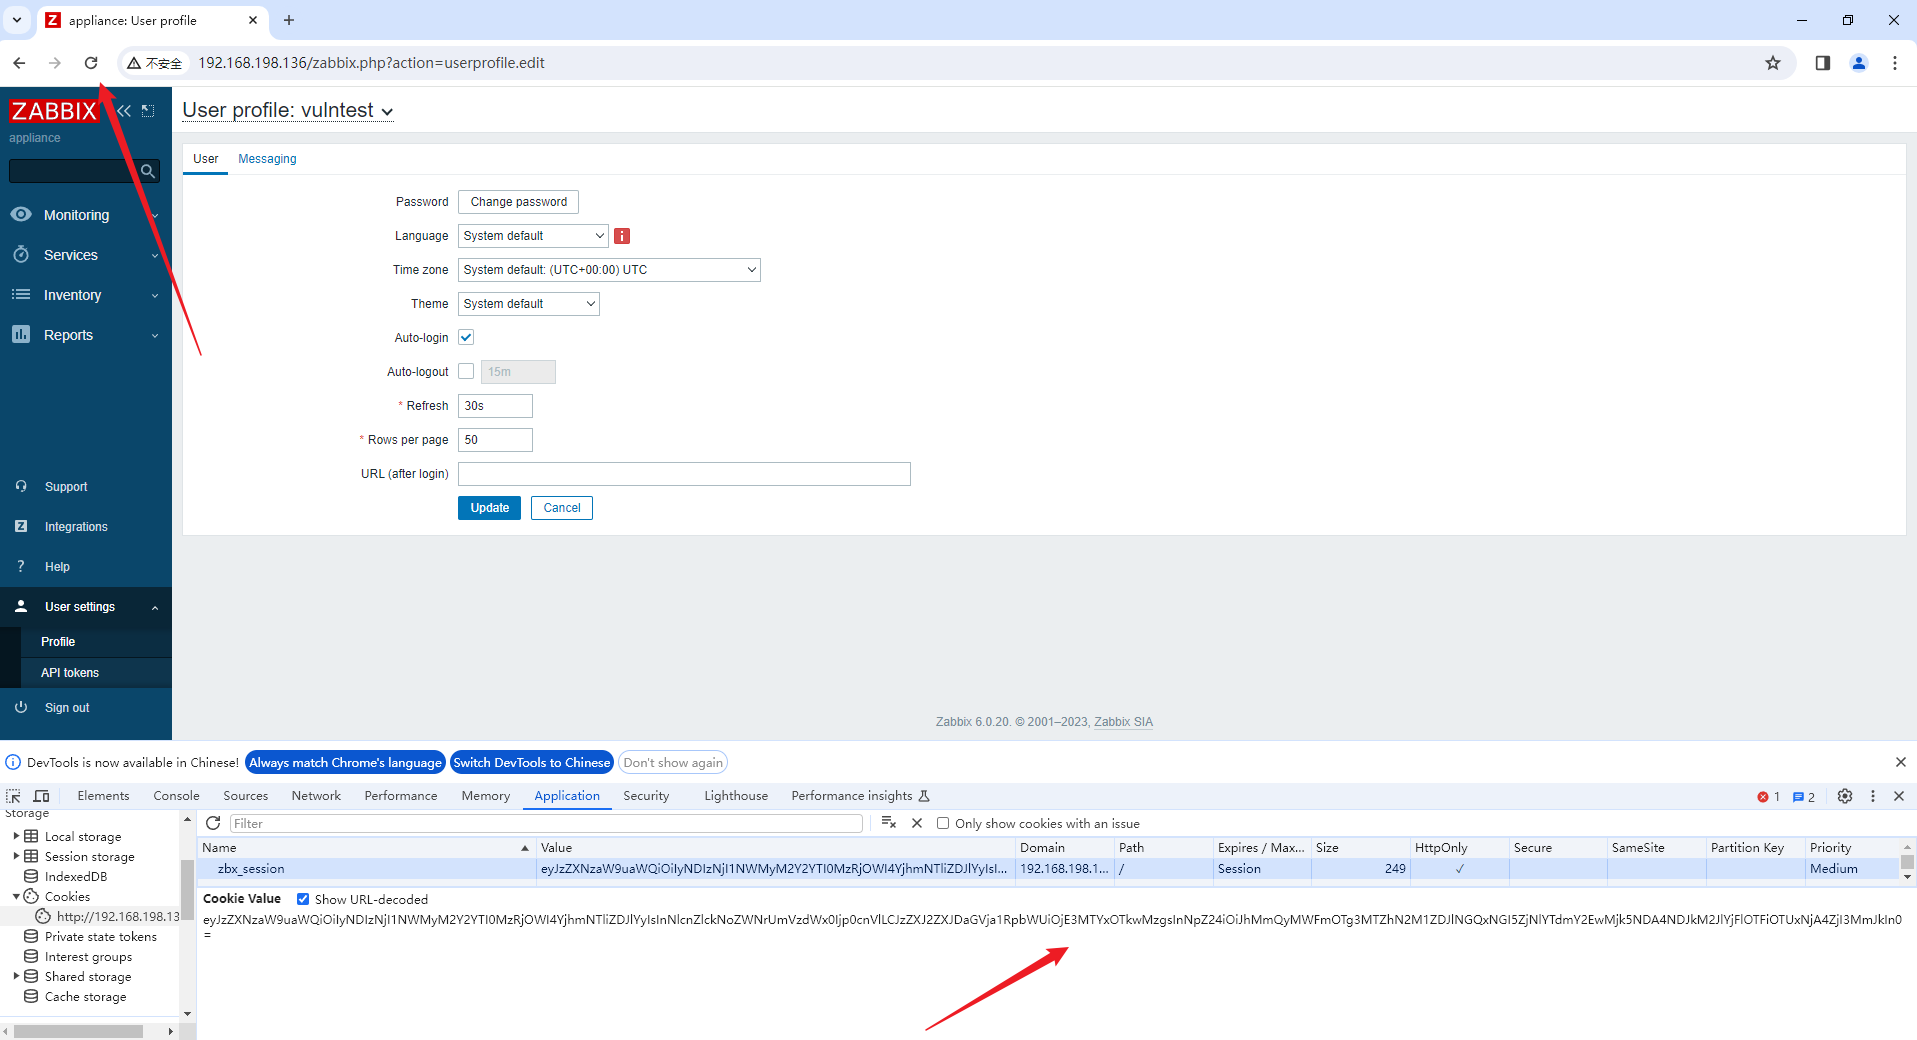 appliance: User profile
不安全
192.168.198.136/zabbix.php?action=userprofile.edit
ZABBIX
appliance
Monitoring
Services
Inventory
Reports
Support
Integrations
Help
User settings
Profile
API tokens
Sign out
User profile: vulntest
User Messaging
Password Change password
Language System default
Time zone System default: (UTC+00:00) UTC
Theme System default
Auto-login
Auto-logout 15m
* Refresh 30s
* Rows per page 50
URL (after login)
Update Cancel
Zabbix 6.0.20. © 2001–2023, Zabbix SIA
DevTools is now available in Chinese! Always match Chrome's language Switch DevTools to Chinese Don't show again
Elements Console Sources Network Performance Memory Application Security Lighthouse Performance insights 1 2
Storage
Local storage
Session storage
IndexedDB
Cookies
http://192.168.198.13
Private state tokens
Interest groups
Shared storage
Cache storage
Filter
Only show cookies with an issue
Name Value Domain Path Expires / Max... Size HttpOnly Secure SameSite Partition Key Priority
zbx_session eyJzZXNzaW9uaWQiOiIyNDIzNjI1NWMyM2Y2YTI0MzRjOWI4YjhmNTliZDJlYyIsI... 192.168.198.1... / Session 249 ✓ Medium
Cookie Value Show URL-decoded
eyJzZXNzaW9uaWQiOiIyNDIzNjI1NWMyM2Y2YTI0MzRjOWI4YjhmNTliZDJlYyIsInNlcnZlckNoZWNrUmVzdWx0Ijp0cnVlLCJzZXJ2ZXJDaGVja1RpbWUiOjE3MTYxOTkwMzgsInNpZ24iOiJhMmQyMWFmOTg3MTZhN2M1ZDJlNGQxNGI5ZjNlYTdmY2EwMjk5NDA4NDJkM2JlYjFlOTFiOTUxNjA4ZjI3MmJkIn0
=